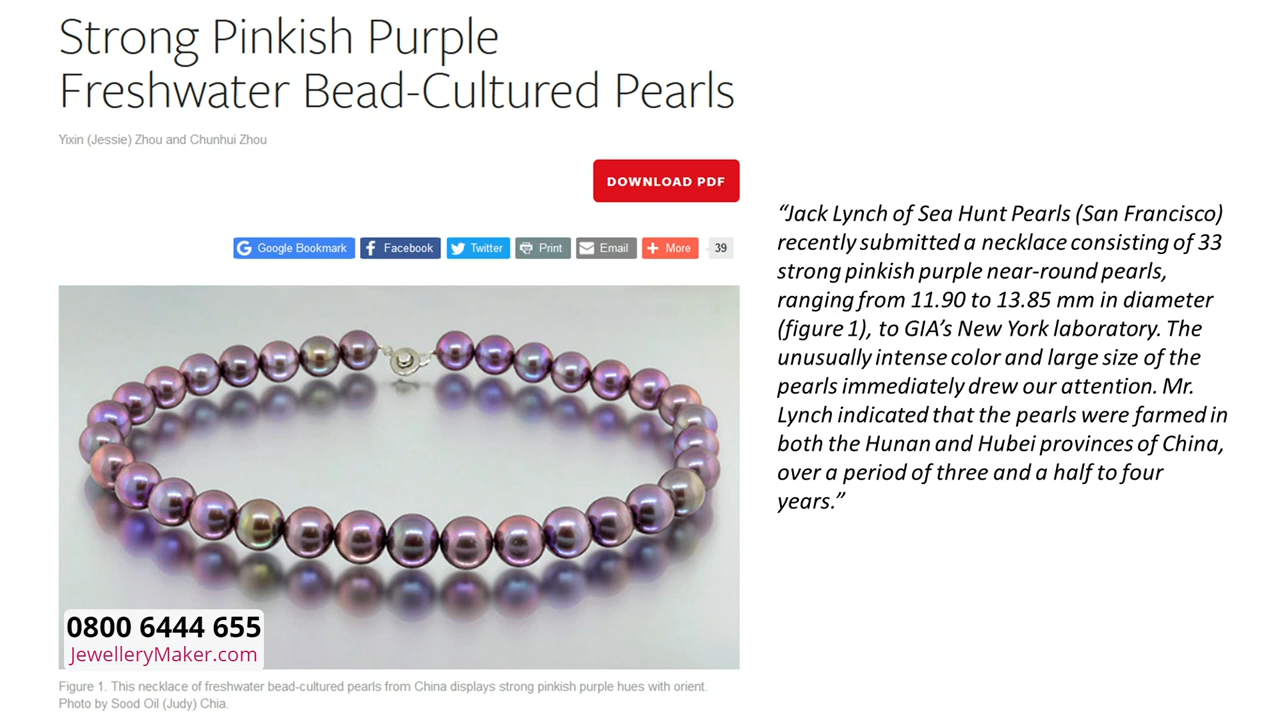 Strong Pinkish Purple
Freshwater Bead-Cultured Pearls
Yixin (Jessie) Zhou and Chunhui Zhou
DOWNLOAD PDF
Google Bookmark Facebook Twitter Print Email More 39
“Jack Lynch of Sea Hunt Pearls (San Francisco)
recently submitted a necklace consisting of 33
strong pinkish purple near-round pearls,
ranging from 11.90 to 13.85 mm in diameter
(figure 1), to GIA’s New York laboratory. The
unusually intense color and large size of the
pearls immediately drew our attention. Mr.
Lynch indicated that the pearls were farmed in
both the Hunan and Hubei provinces of China,
over a period of three and a half to four
years.”
0800 6444 655
JewelleryMaker.com
Figure 1. This necklace of freshwater bead-cultured pearls from China displays strong pinkish purple hues with orient.
Photo by Sood Oil (Judy) Chia.